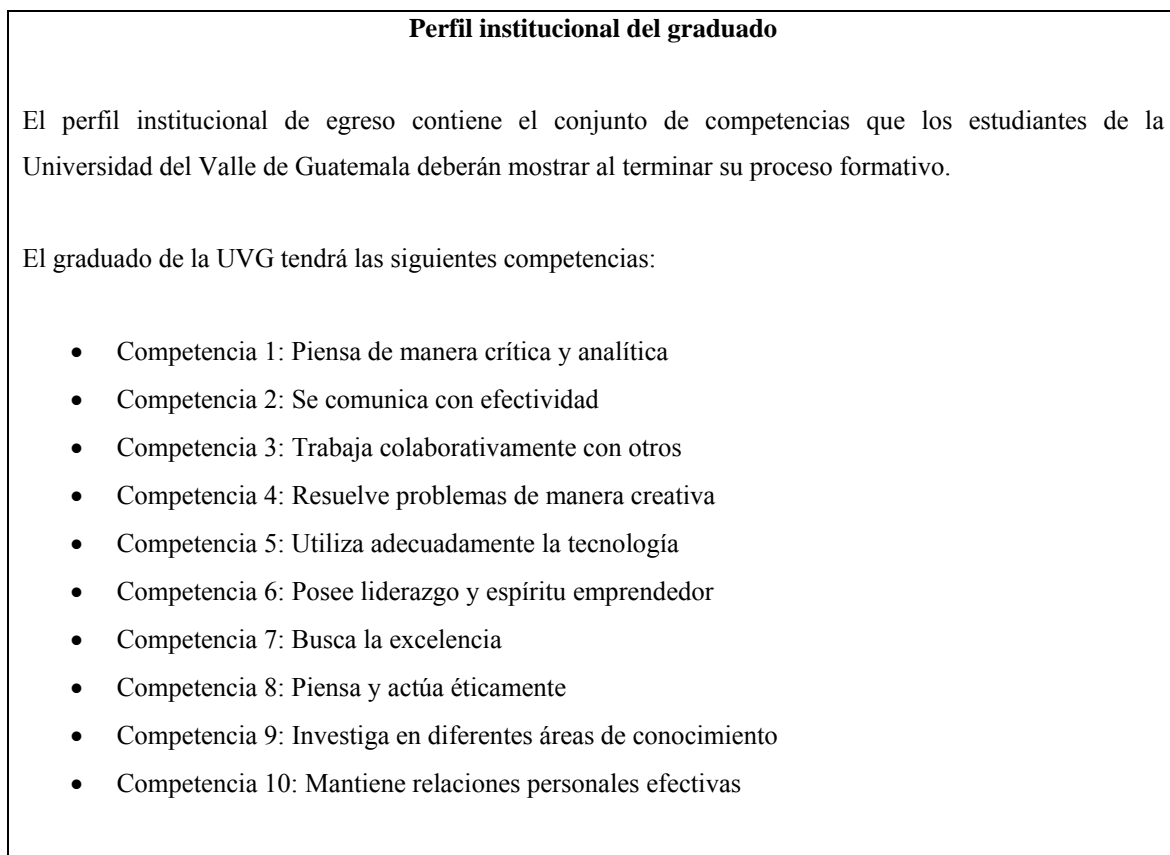 Perfil institucional del graduado
El perfil institucional de egreso contiene el conjunto de competencias que los estudiantes de la
Universidad del Valle de Guatemala deberán mostrar al terminar su proceso formativo.
El graduado de la UVG tendrá las siguientes competencias:
• Competencia 1: Piensa de manera crítica y analítica
• Competencia 2: Se comunica con efectividad
• Competencia 3: Trabaja colaborativamente con otros
• Competencia 4: Resuelve problemas de manera creativa
• Competencia 5: Utiliza adecuadamente la tecnología
• Competencia 6: Posee liderazgo y espíritu emprendedor
• Competencia 7: Busca la excelencia
• Competencia 8: Piensa y actúa éticamente
• Competencia 9: Investiga en diferentes áreas de conocimiento
• Competencia 10: Mantiene relaciones personales efectivas